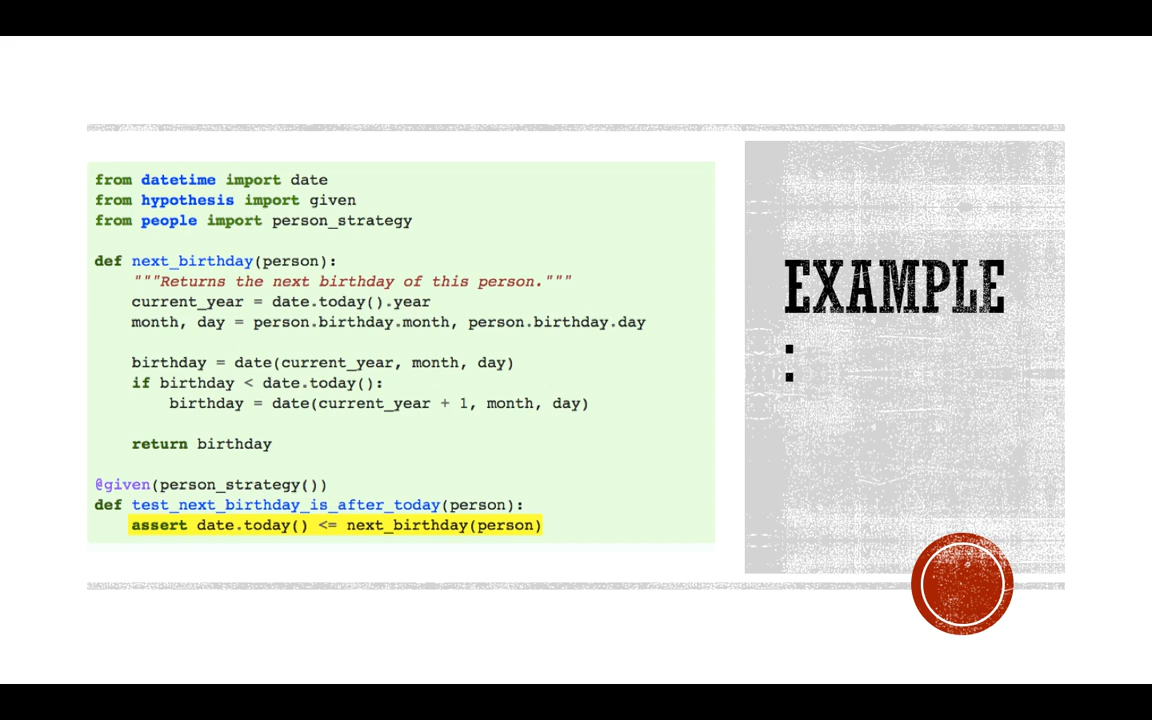 from datetime import date
from hypothesis import given
from people import person_strategy
def next_birthday(person):
    """Returns the next birthday of this person."""
    current_year = date.today().year
    month, day = person.birthday.month, person.birthday.day
    birthday = date(current_year, month, day)
    if birthday < date.today():
        birthday = date(current_year + 1, month, day)
    return birthday
@given(person_strategy())
def test_next_birthday_is_after_today(person):
    assert date.today() <= next_birthday(person)
EXAMPLE
: